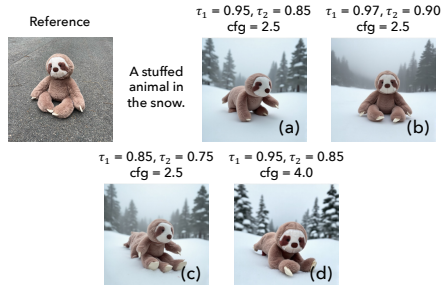 Reference
A stuffed
animal in
the snow.
τ₁ = 0.95, τ₂ = 0.85
cfg = 2.5
(a)
τ₁ = 0.97, τ₂ = 0.90
cfg = 2.5
(b)
τ₁ = 0.85, τ₂ = 0.75
cfg = 2.5
(c)
τ₁ = 0.95, τ₂ = 0.85
cfg = 4.0
(d)